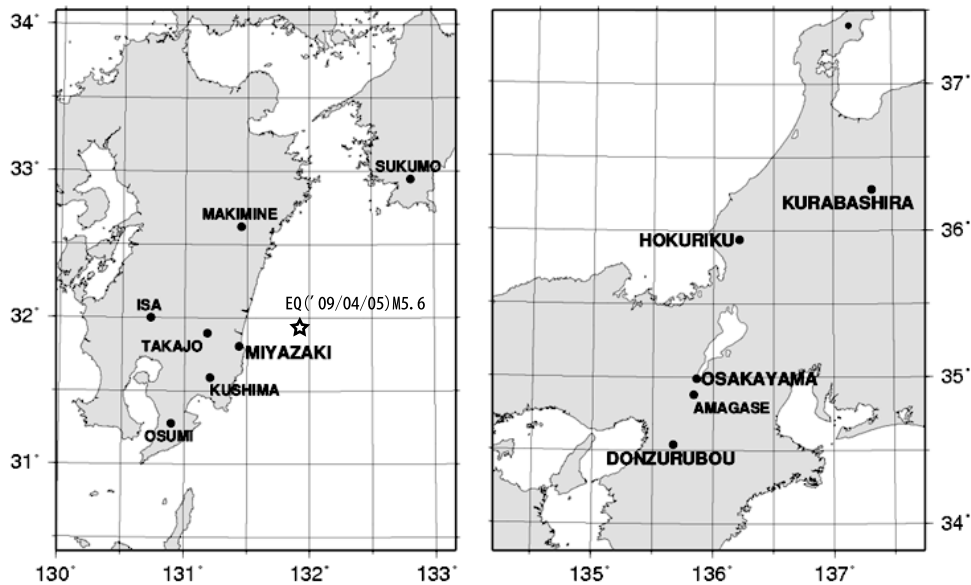 34°
33°
32°
31°
130
131
132
133
SUKUMO
MAKIMINE
EQ('09/04/05)M5.6
ISA
TAKAJO
MIYAZAKI
KUSHIMA
OSUMI
37°
36°
35°
34°
135
136
137
KURABASHIRA
HOKURIKU
OSAKAYAMA
AMAGASE
DONZURUBOU